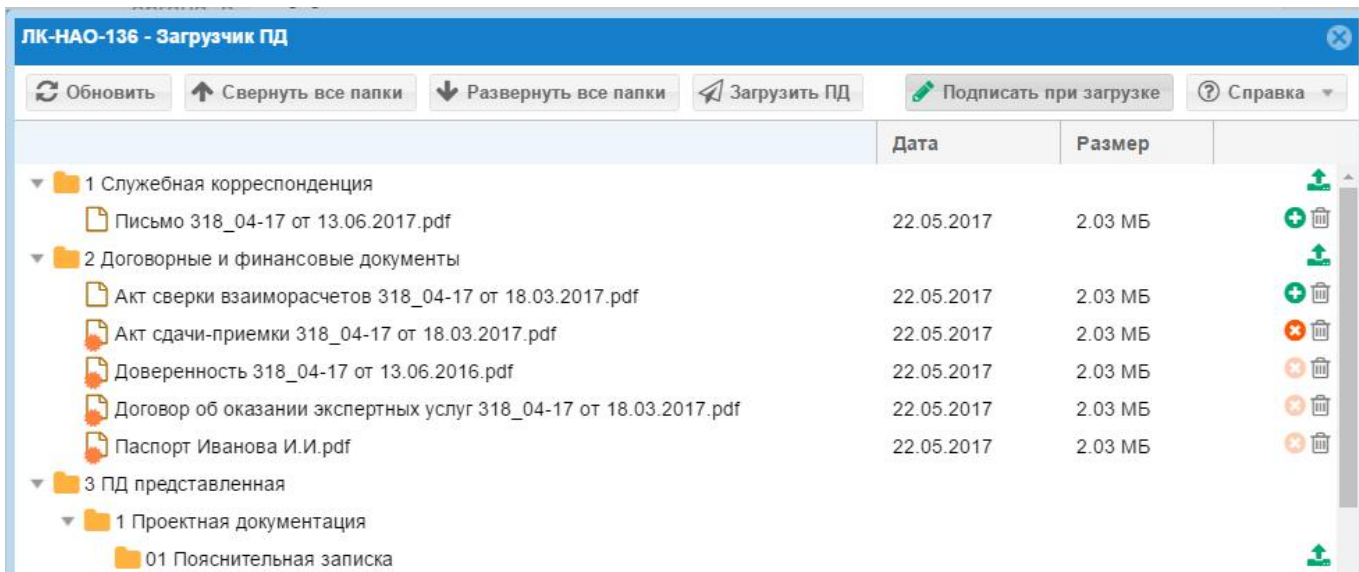 ЛК-НАО-136 - Загрузчик ПД
Обновить Свернуть все папки Развернуть все папки Загрузить ПД Подписать при загрузке Справка
Дата Размер
1 Служебная корреспонденция
Письмо 318_04-17 от 13.06.2017.pdf 22.05.2017 2.03 МБ
2 Договорные и финансовые документы
Акт сверки взаиморасчетов 318_04-17 от 18.03.2017.pdf 22.05.2017 2.03 МБ
Акт сдачи-приемки 318_04-17 от 18.03.2017.pdf 22.05.2017 2.03 МБ
Доверенность 318_04-17 от 13.06.2016.pdf 22.05.2017 2.03 МБ
Договор об оказании экспертных услуг 318_04-17 от 18.03.2017.pdf 22.05.2017 2.03 МБ
Паспорт Иванова И.И.pdf 22.05.2017 2.03 МБ
3 ПД представленная
1 Проектная документация
01 Пояснительная записка